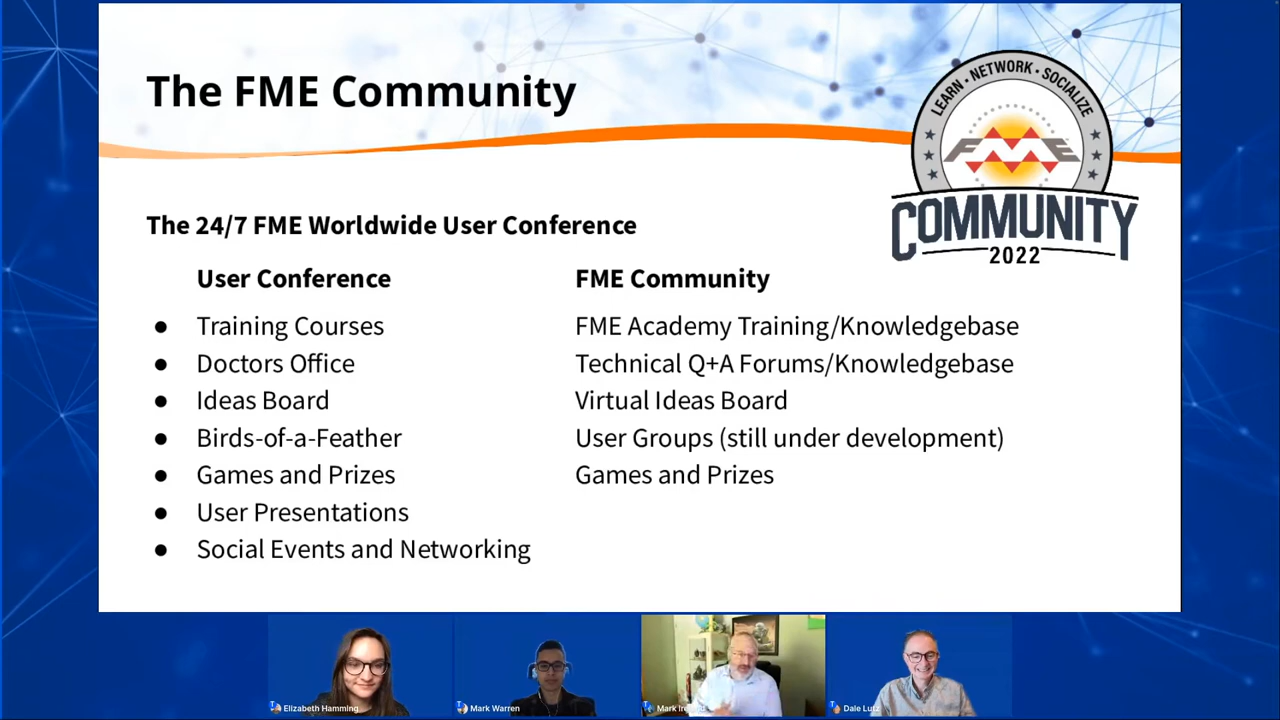 The FME Community
LEARN • NETWORK • SOCIALIZE
FME
COMMUNITY
2022
The 24/7 FME Worldwide User Conference
User Conference FME Community
● Training Courses FME Academy Training/Knowledgebase
● Doctors Office Technical Q+A Forums/Knowledgebase
● Ideas Board Virtual Ideas Board
● Birds-of-a-Feather User Groups (still under development)
● Games and Prizes Games and Prizes
● User Presentations
● Social Events and Networking
Elizabeth Hamming Mark Warren Mark Dale Lutz